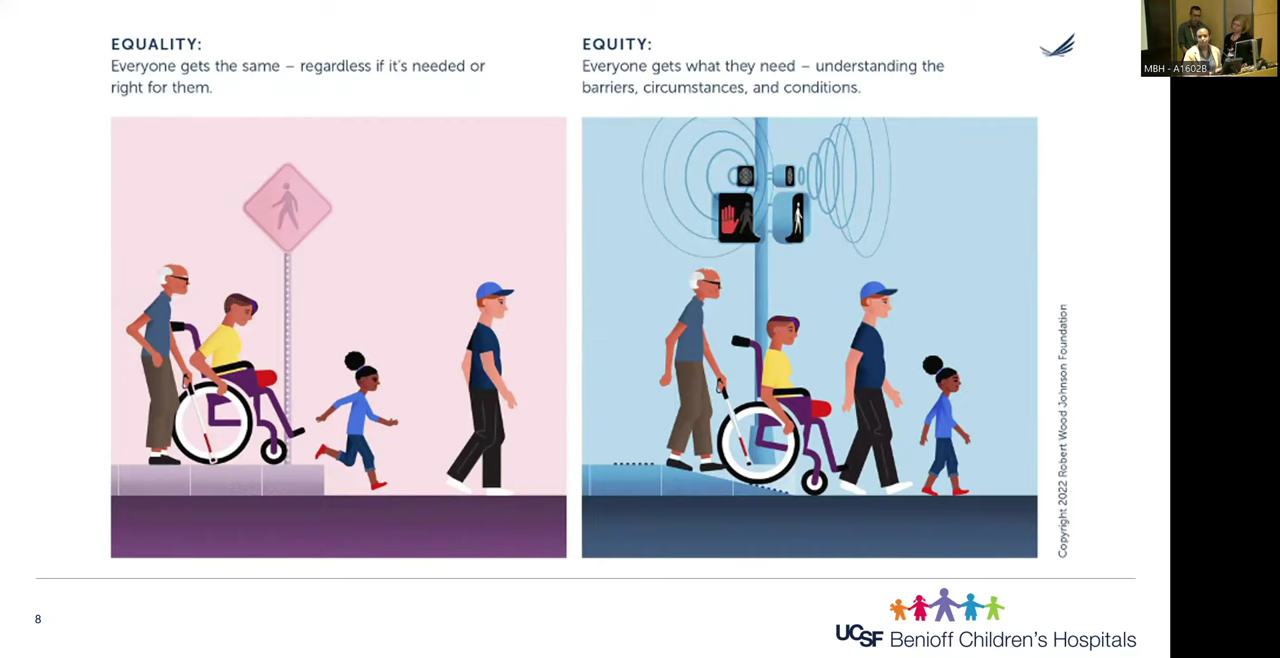 EQUALITY:
Everyone gets the same – regardless if it's needed or
right for them.
EQUITY:
Everyone gets what they need – understanding the
barriers, circumstances, and conditions.
MBH - A1602B
Copyright 2022 Robert Wood Johnson Foundation
8
UCSF Benioff Children's Hospitals